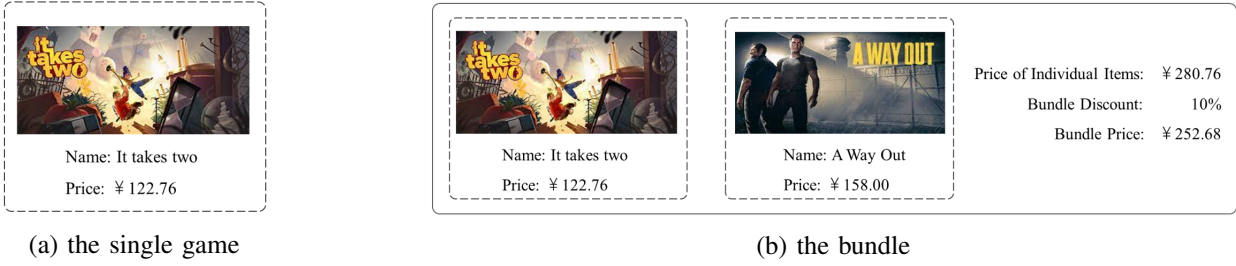 it takes two
Name: It takes two
Price: ¥122.76
(a) the single game
it takes two
Name: It takes two
Price: ¥122.76
A WAY OUT
Name: A Way Out
Price: ¥158.00
Price of Individual Items: ¥280.76
Bundle Discount: 10%
Bundle Price: ¥252.68
(b) the bundle